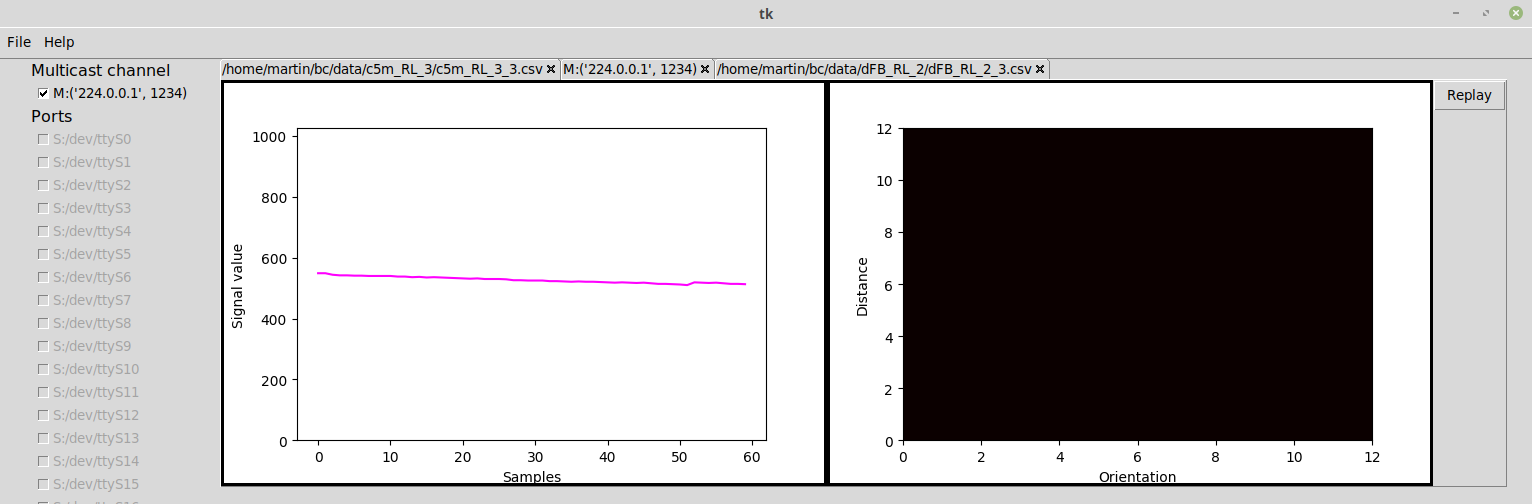 tk
File Help
Multicast channel
M:('224.0.0.1', 1234)
Ports
S:/dev/ttyS0
S:/dev/ttyS1
S:/dev/ttyS2
S:/dev/ttyS3
S:/dev/ttyS4
S:/dev/ttyS5
S:/dev/ttyS6
S:/dev/ttyS7
S:/dev/ttyS8
S:/dev/ttyS9
S:/dev/ttyS10
S:/dev/ttyS11
S:/dev/ttyS12
S:/dev/ttyS13
S:/dev/ttyS14
S:/dev/ttyS15
/home/martin/bc/data/c5m_RL_3/c5m_RL_3_3.csv
M:('224.0.0.1', 1234)
/home/martin/bc/data/dFB_RL_2/dFB_RL_2_3.csv
Signal value
1000
800
600
400
200
0
0 10 20 30 40 50 60
Samples
Distance
12
10
8
6
4
2
0
0 2 4 6 8 10 12
Orientation
Replay